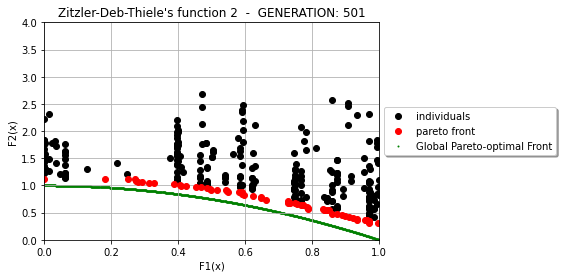 Zitzler-Deb-Thiele's function 2 - GENERATION: 501
4.0
3.5
3.0
2.5
2.0
1.5
1.0
0.5
0.0
F2(x)
0.0 0.2 0.4 0.6 0.8 1.0
F1(x)
individuals
pareto front
Global Pareto-optimal Front